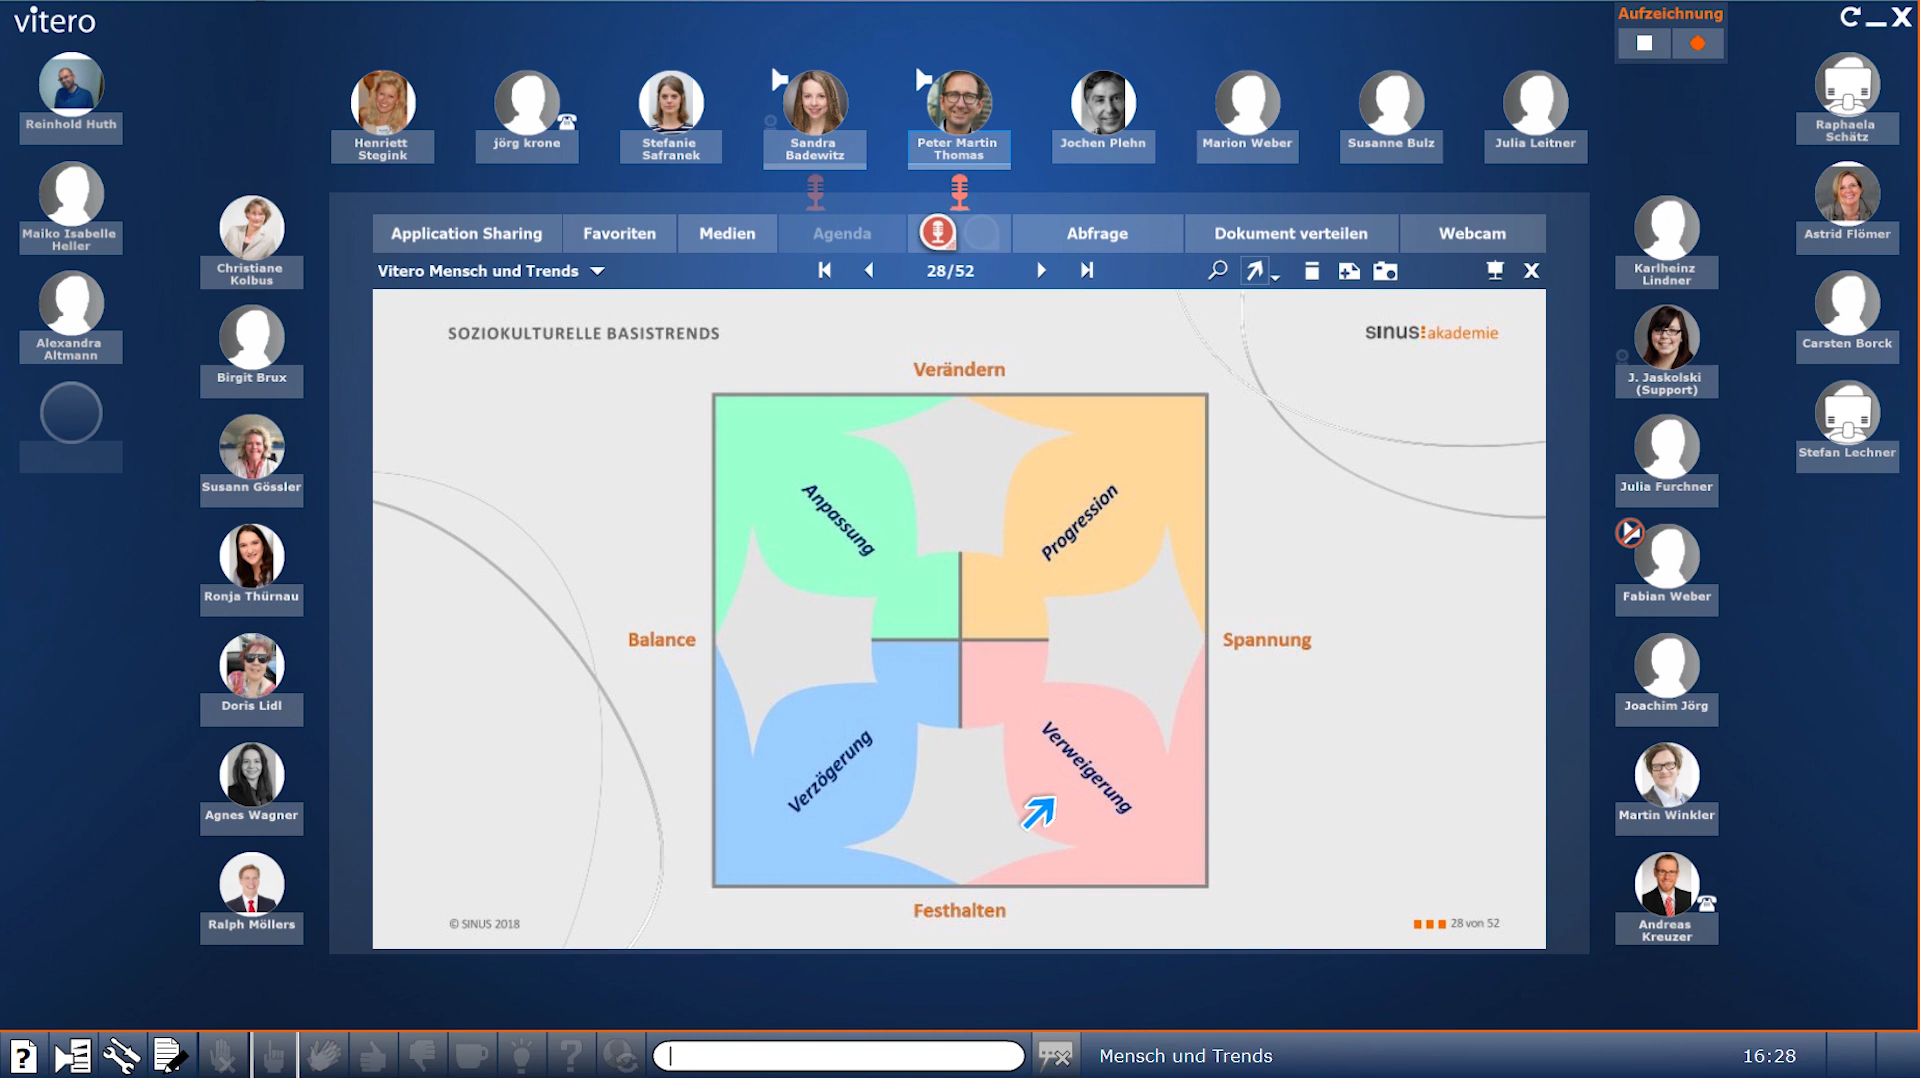 vitero
Aufzeichnung
Reinhold Huth
Maiko Isabelle
Heller
Alexandra
Altmann
Henriett
Stegink
jörg krone
Stefanie
Safranek
Sandra
Badewitz
Peter Martin
Thomas
Jochen Plehn
Marion Weber
Susanne Bulz
Julia Leitner
Raphaela
Schätz
Astrid Flömer
Carsten Borck
Stefan Lechner
Christiane
Kolbus
Birgit Brux
Susann Gössler
Ronja Thürnau
Doris Lidl
Agnes Wagner
Ralph Möllers
Karlheinz
Lindner
J. Jaskolski
(Support)
Julia Furchner
Fabian Weber
Joachim Jörg
Martin Winkler
Andreas
Kreuzer
Application Sharing
Favoriten
Medien
Agenda
Abfrage
Dokument verteilen
Webcam
Vitero Mensch und Trends
28/52
SOZIOKULTURELLE BASISTRENDS
sinus:akademie
Verändern
Anpassung
Progression
Balance
Spannung
Verzögerung
Verweigerung
Festhalten
© SINUS 2018
28 von 52
Mensch und Trends
16:28